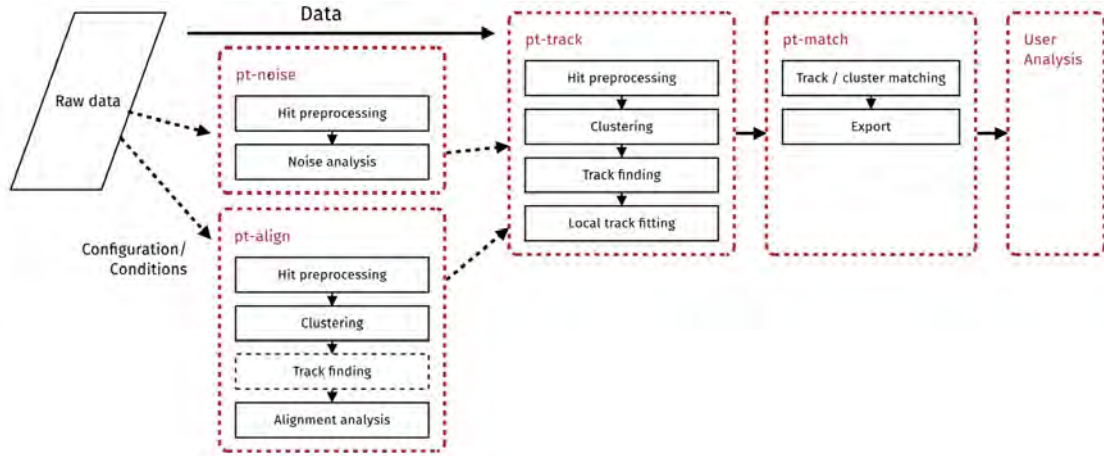 Data
Raw data
Configuration/
Conditions
pt-noise
Hit preprocessing
Noise analysis
pt-align
Hit preprocessing
Clustering
Track finding
Alignment analysis
pt-track
Hit preprocessing
Clustering
Track finding
Local track fitting
pt-match
Track / cluster matching
Export
User
Analysis